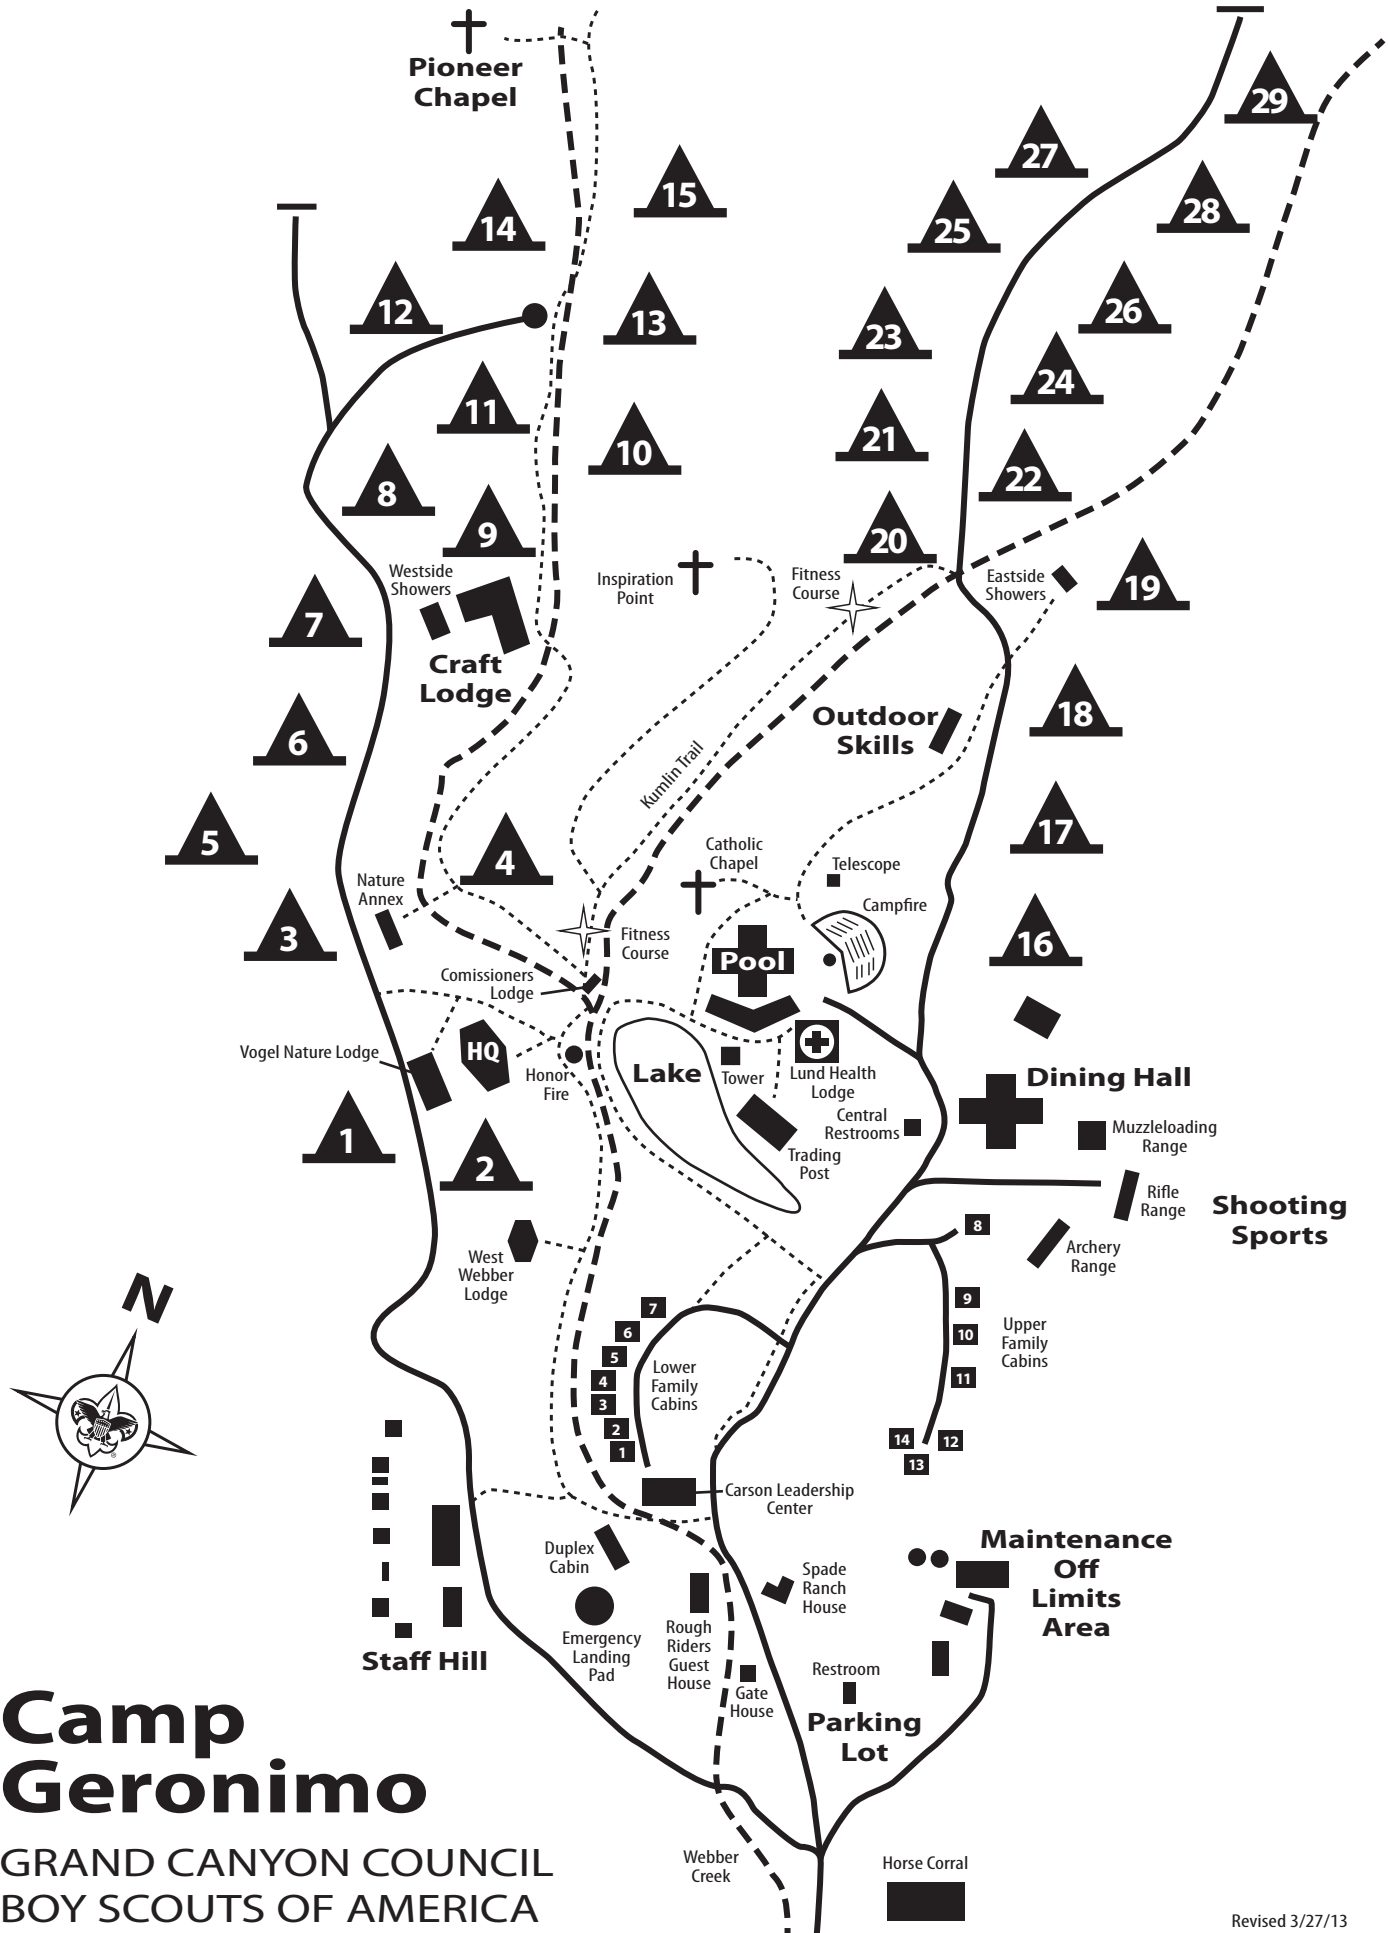 Pioneer
Chapel
29
27
15
28
14
25
12
26
13
23
24
11
21
10
22
8
20
9
Westside
Showers
Inspiration
Point
Fitness
Course
Eastside
Showers
19
7
Craft
Lodge
18
Outdoor
Skills
6
Kumlin Trail
17
5
4
Catholic
Chapel
Telescope
Nature
Annex
Campfire
3
Fitness
Course
16
Pool
Comissioners
Lodge
Vogel Nature Lodge
HQ
Honor
Fire
Lake
Tower
Lund Health
Lodge
Dining Hall
Central
Restrooms
Muzzleloading
Range
1
2
Trading
Post
Rifle
Range
Shooting
Sports
8
Archery
Range
West
Webber
Lodge
N
7
6
5
4
3
2
1
Lower
Family
Cabins
9
10
11
12
13
14
Upper
Family
Cabins
Carson Leadership
Center
Duplex
Cabin
Maintenance
Off
Limits
Area
Spade
Ranch
House
Emergency
Landing
Pad
Rough
Riders
Guest
House
Staff Hill
Gate
House
Restroom
Parking
Lot
Camp
Geronimo
GRAND CANYON COUNCIL
BOY SCOUTS OF AMERICA
Webber
Creek
Horse Corral
Revised 3/27/13